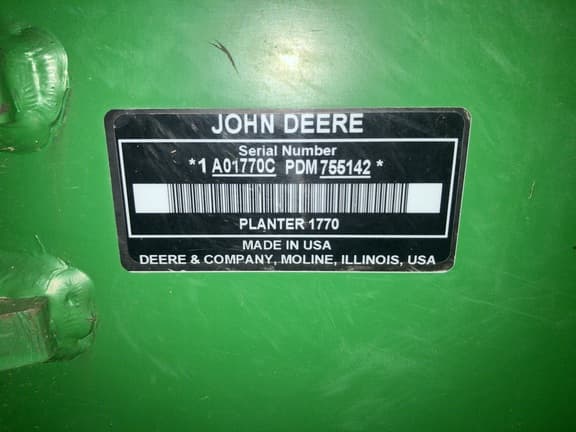 JOHN DEERE
Serial Number
*1 A01770C PDM 755142 *
PLANTER 1770
MADE IN USA
DEERE & COMPANY, MOLINE, ILLINOIS, USA